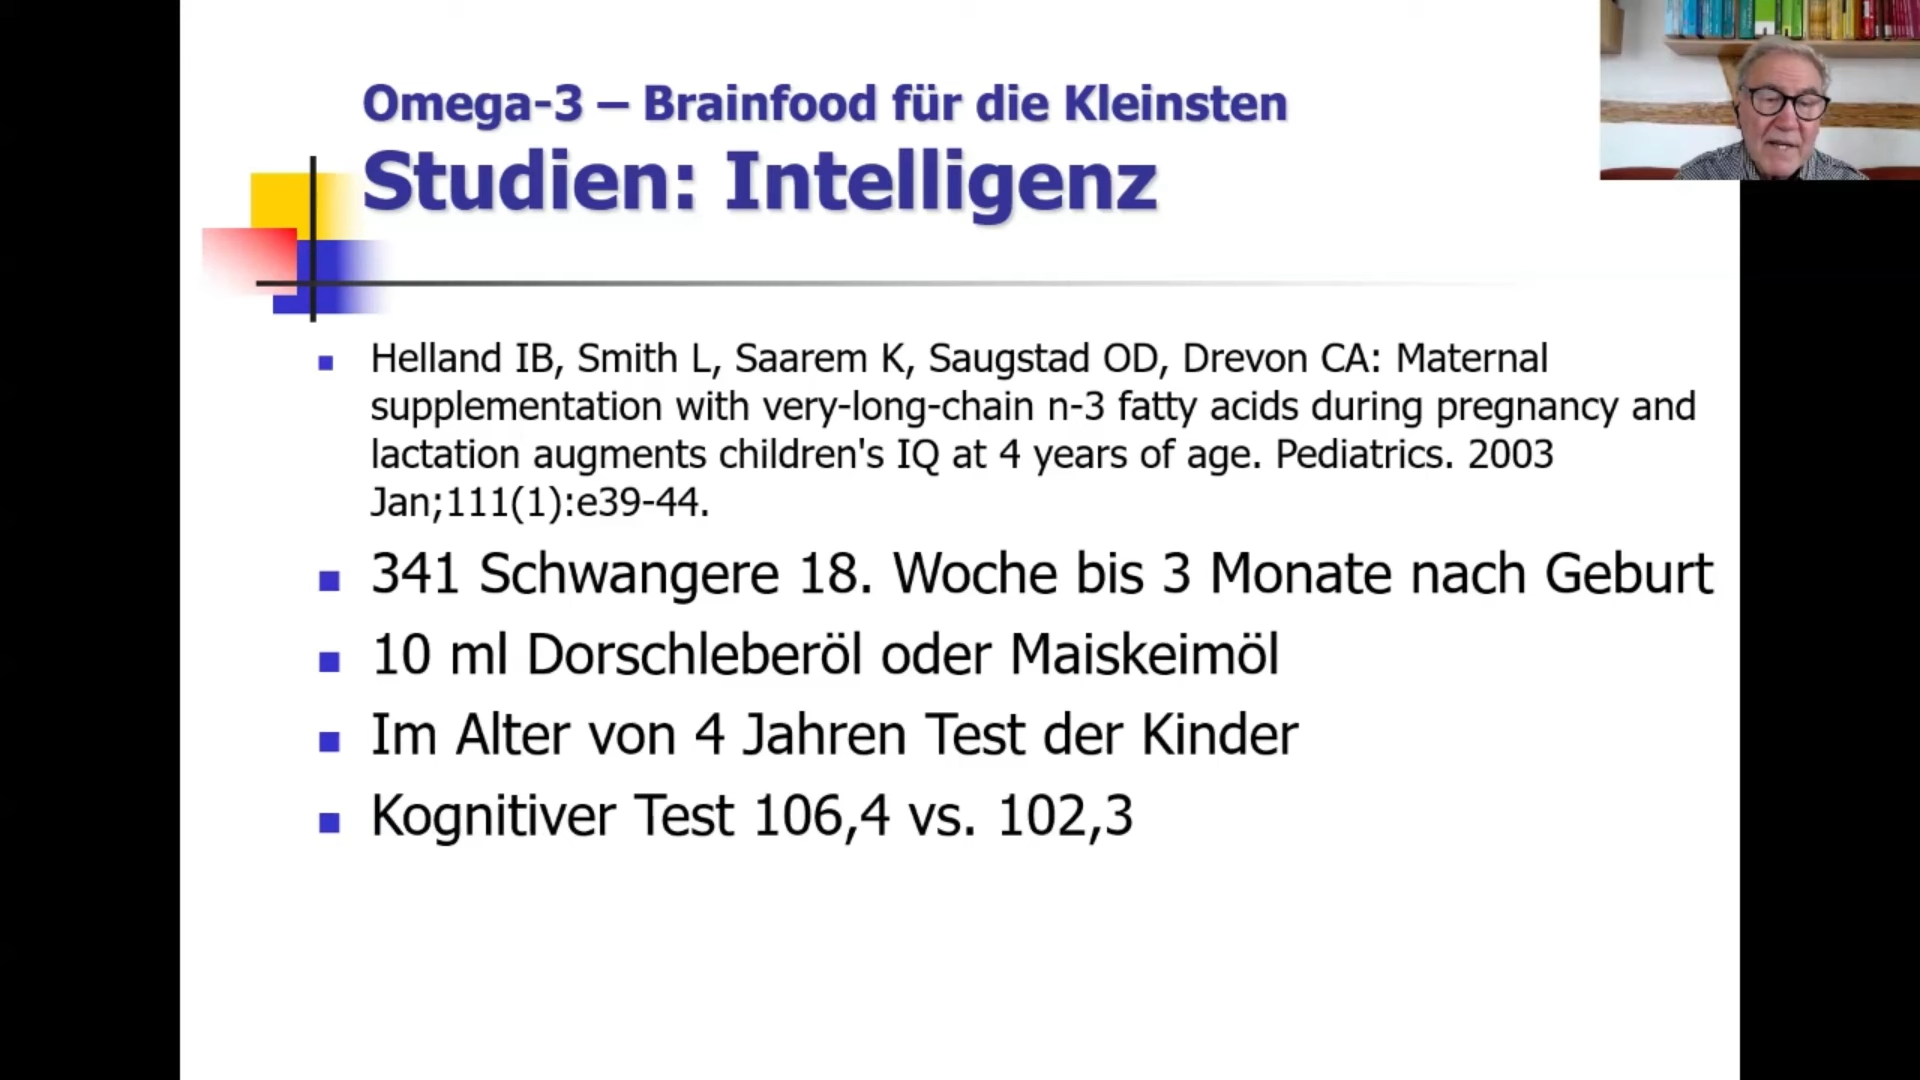 Omega-3 – Brainfood für die Kleinsten
Studien: Intelligenz
Helland IB, Smith L, Saarem K, Saugstad OD, Drevon CA: Maternal
supplementation with very-long-chain n-3 fatty acids during pregnancy and
lactation augments children's IQ at 4 years of age. Pediatrics. 2003
Jan;111(1):e39-44.
341 Schwangere 18. Woche bis 3 Monate nach Geburt
10 ml Dorschleberöl oder Maiskeimöl
Im Alter von 4 Jahren Test der Kinder
Kognitiver Test 106,4 vs. 102,3